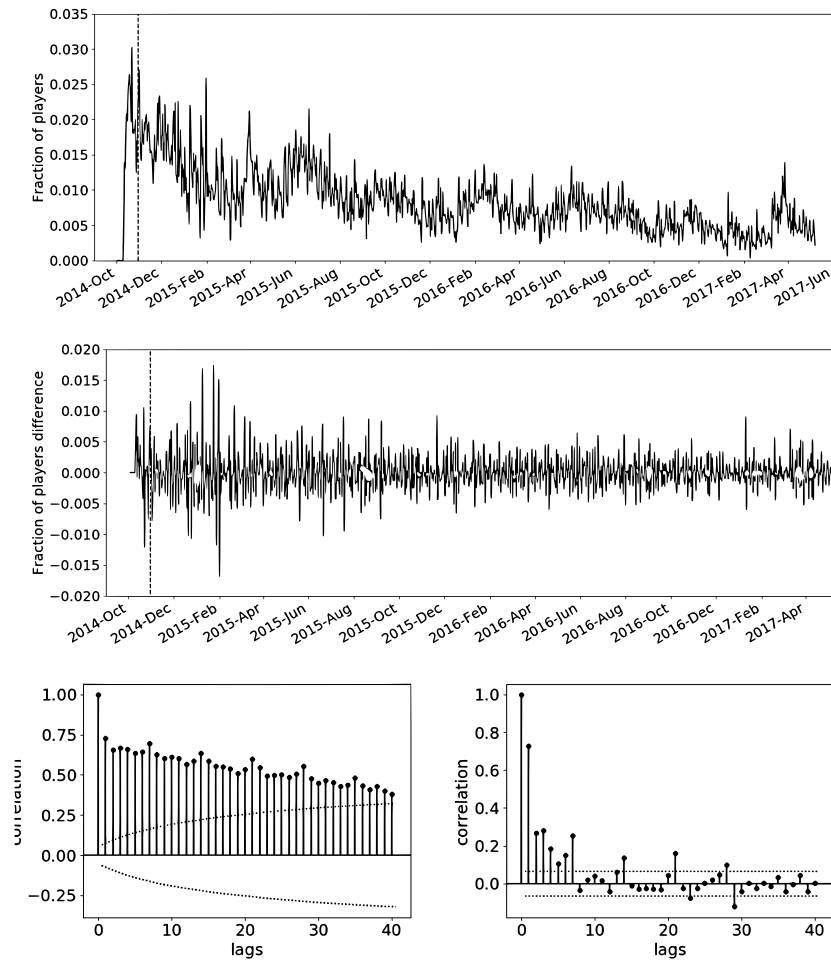 0.035
0.030
0.025
0.020
0.015
0.010
0.005
0.000
Fraction of players
2014-Oct 2014-Dec 2015-Feb 2015-Apr 2015-Jun 2015-Aug 2015-Oct 2015-Dec 2016-Feb 2016-Apr 2016-Jun 2016-Aug 2016-Oct 2016-Dec 2017-Feb 2017-Apr 2017-Jun
0.020
0.015
0.010
0.005
0.000
−0.005
−0.010
−0.015
−0.020
Fraction of players difference
2014-Oct 2014-Dec 2015-Feb 2015-Apr 2015-Jun 2015-Aug 2015-Oct 2015-Dec 2016-Feb 2016-Apr 2016-Jun 2016-Aug 2016-Oct 2016-Dec 2017-Feb 2017-Apr
1.00
0.75
0.50
0.25
0.00
−0.25
correlation
0 10 20 30 40
lags
1.0
0.8
0.6
0.4
0.2
0.0
correlation
0 10 20 30 40
lags